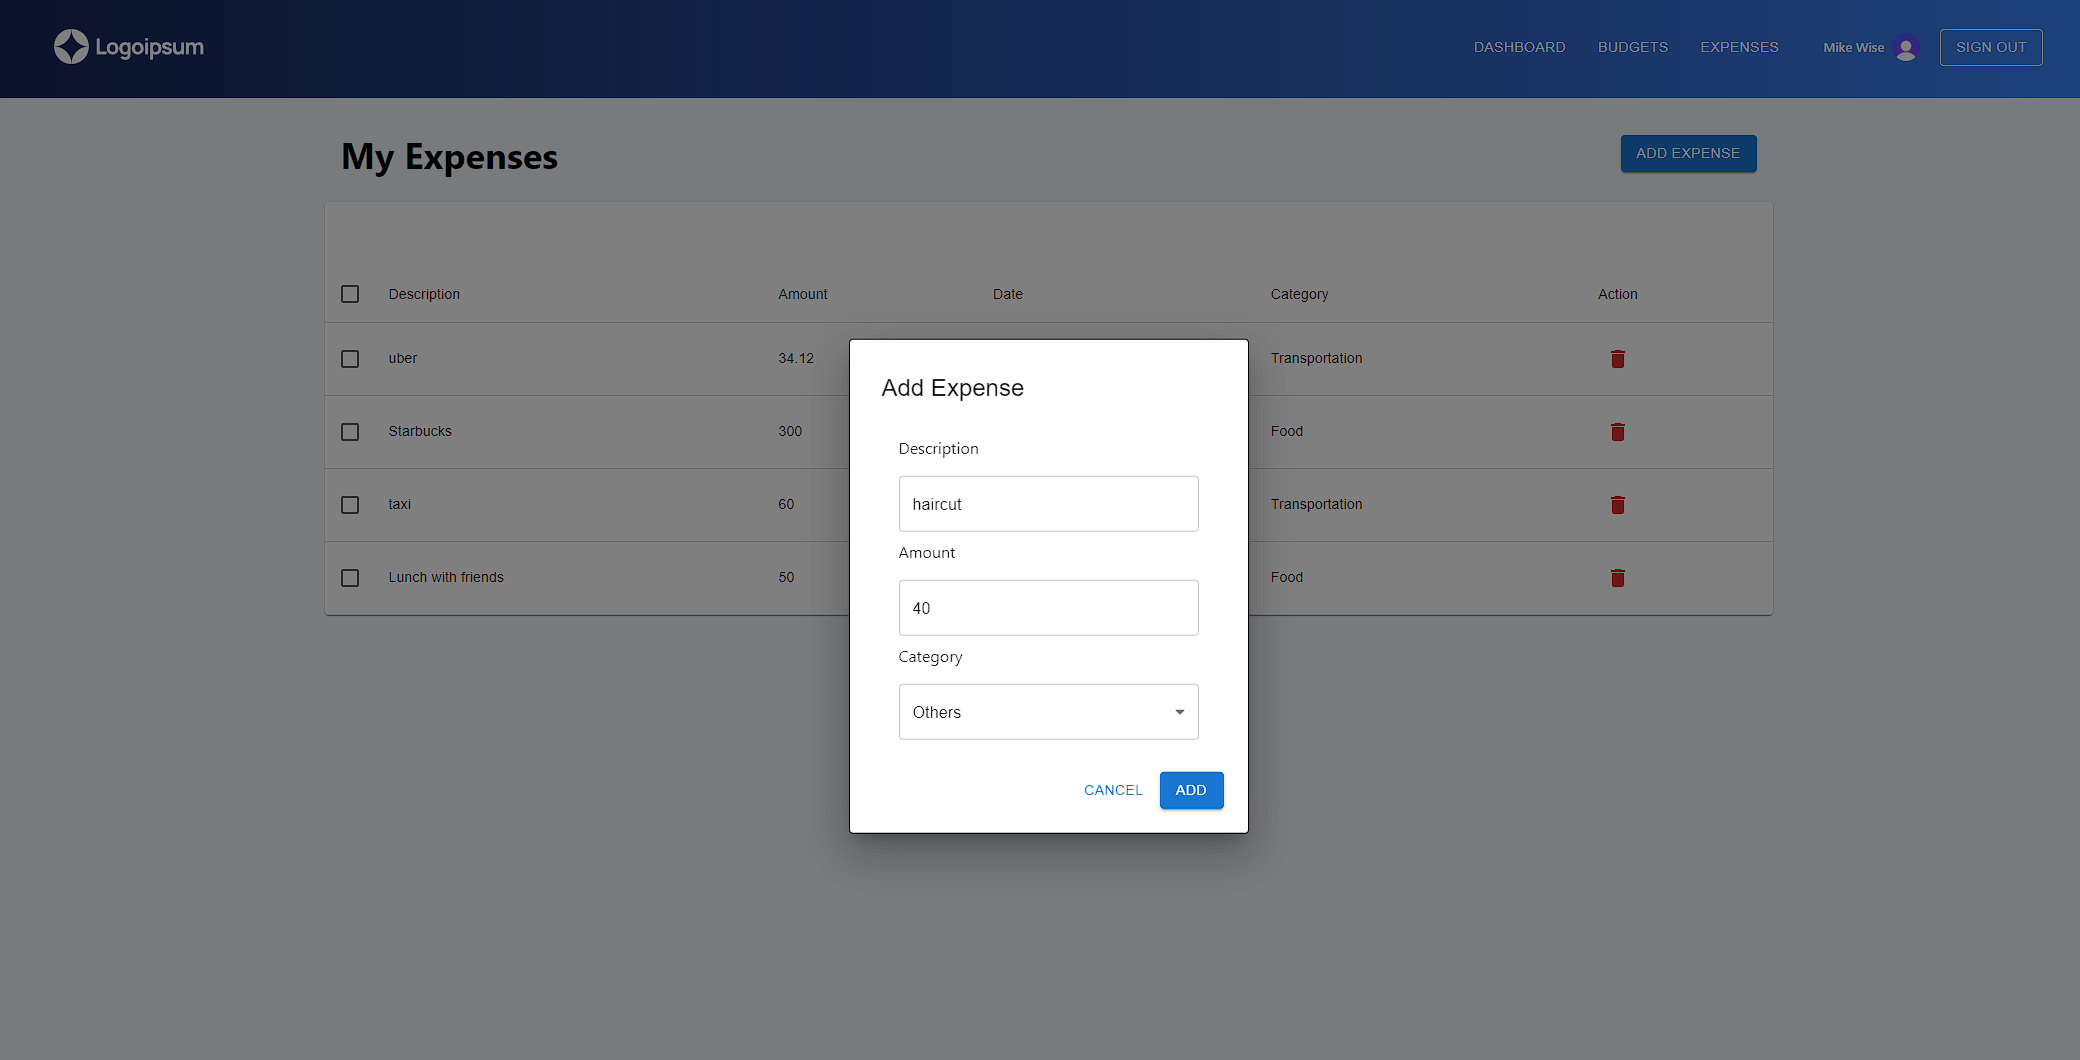 Logoipsum
DASHBOARD BUDGETS EXPENSES Mike Wise SIGN OUT
My Expenses
ADD EXPENSE
Description Amount Date Category Action
uber 34.12 Transportation
Starbucks 300 Food
taxi 60 Transportation
Lunch with friends 50 Food
Add Expense
Description
haircut
Amount
40
Category
Others
CANCEL ADD